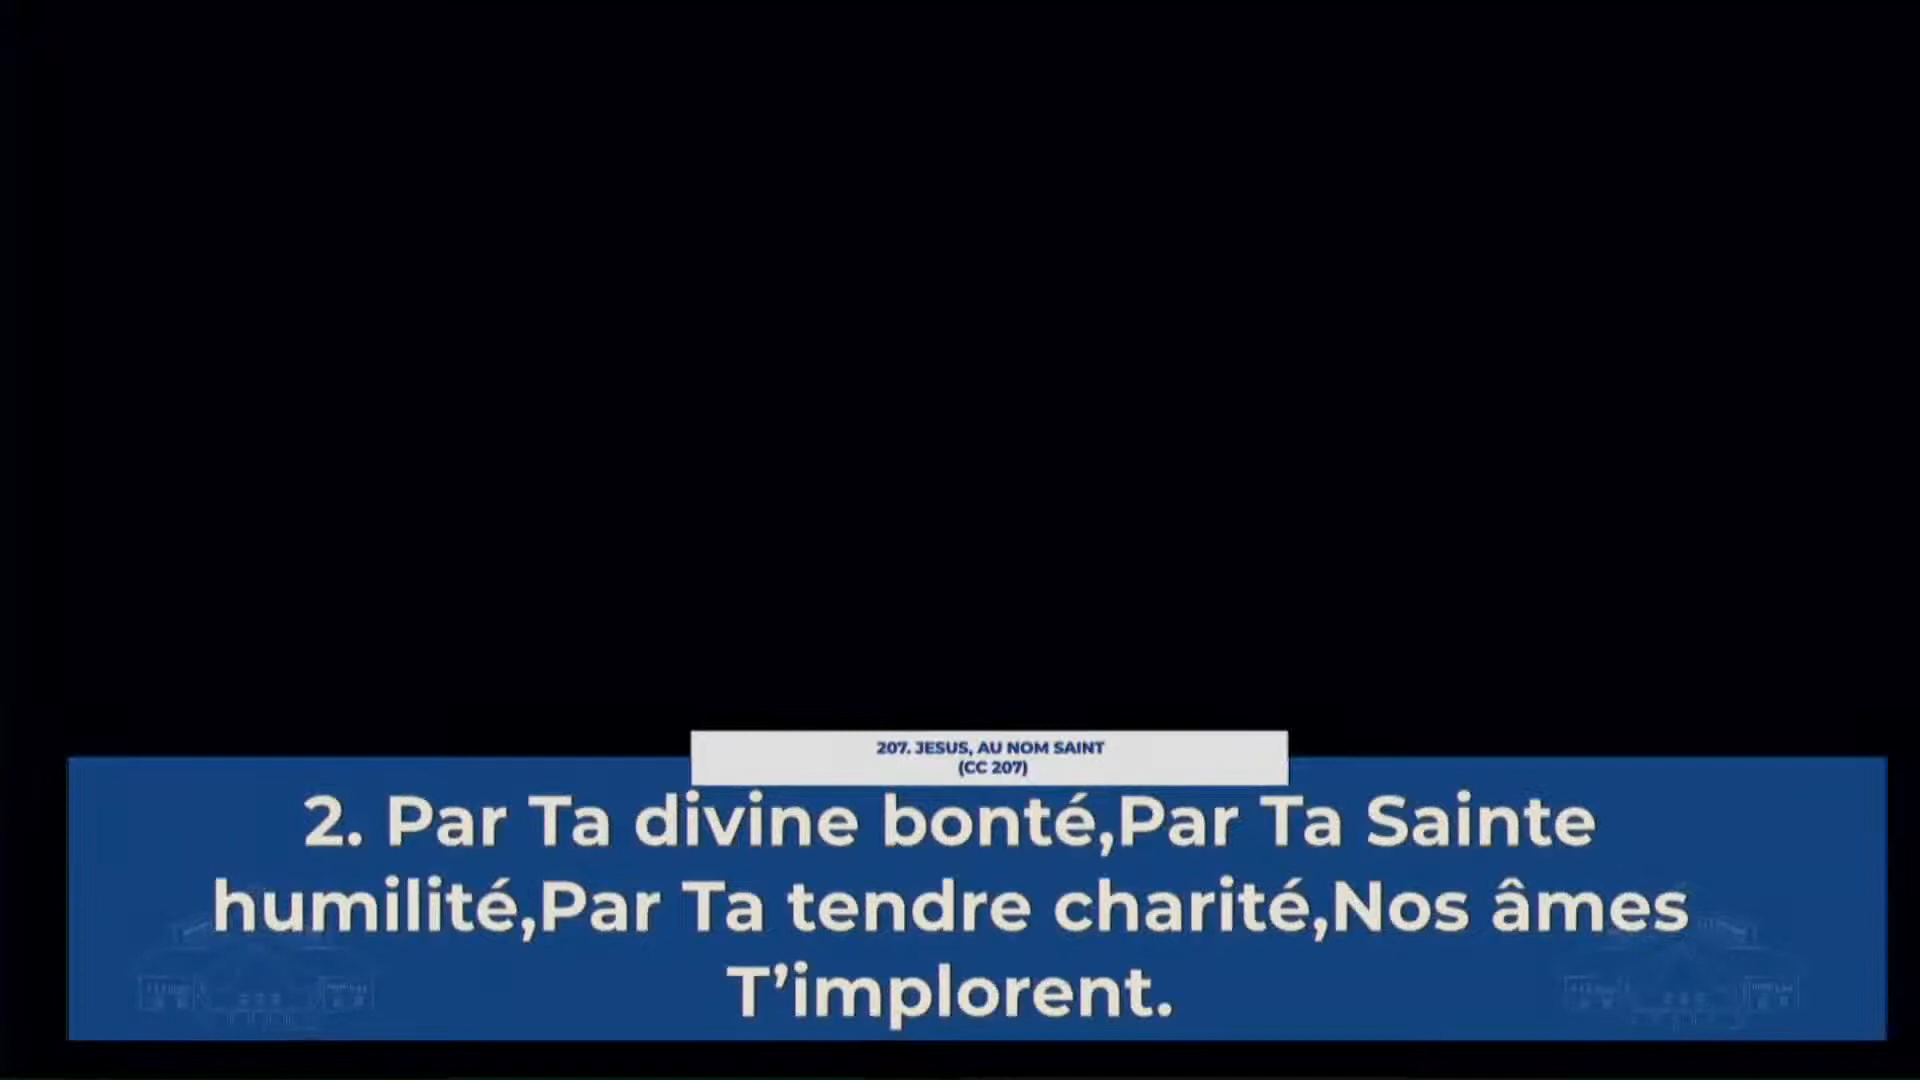 207. JESUS, AU NOM SAINT
(CC 207)
2. Par Ta divine bonté,Par Ta Sainte
humilité,Par Ta tendre charité,Nos âmes
T’implorent.